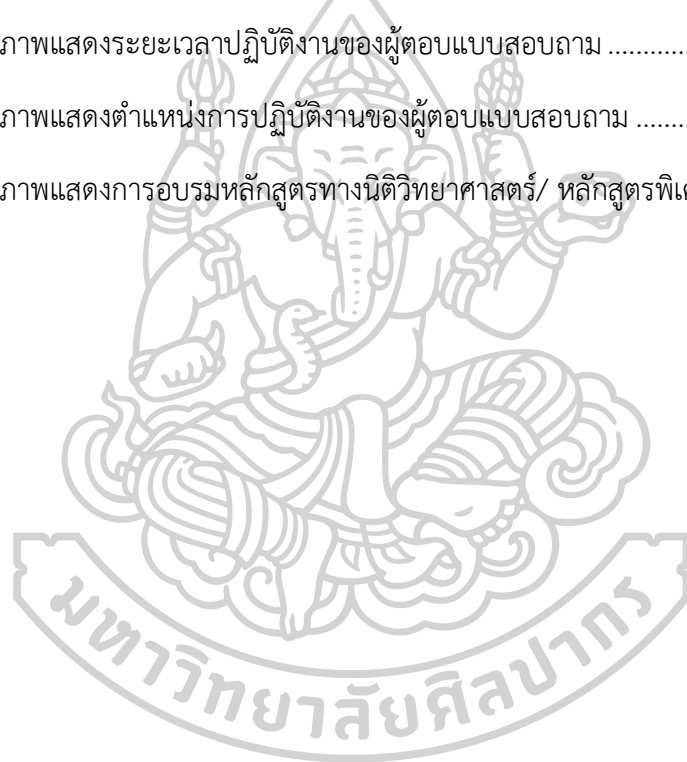 ภาพแสดงระยะเวลาปฏิบัติงานของผู้ตอบแบบสอบถาม ............
ภาพแสดงตำแหน่งการปฏิบัติงานของผู้ตอบแบบสอบถาม ........
ภาพแสดงการอบรมหลักสูตรทางนิติวิทยาศาสตร์/ หลักสูตรพิเ
มหาวิทยาลัยศิลปากร